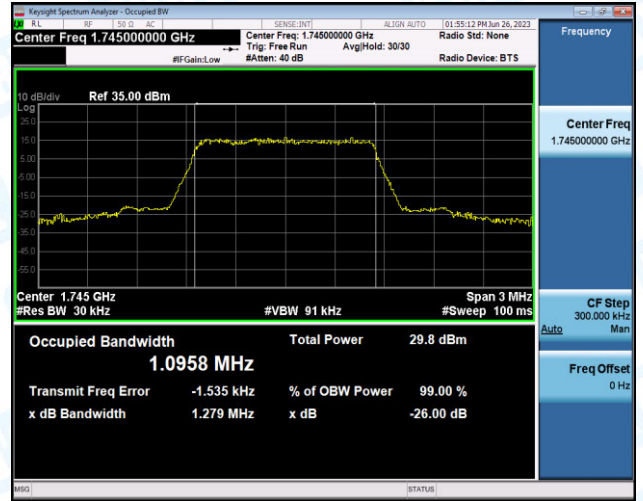 Keysight Spectrum Analyzer - Occupied BW
RL RF 50 Ω AC SENSE:INT ALIGN AUTO 01:55:12 PM Jun 26, 2023
Center Freq 1.745000000 GHz Center Freq: 1.745000000 GHz Radio Std: None Frequency
Trig: Free Run Avg|Hold: 30/30
#IFGain:Low #Atten: 40 dB Radio Device: BTS
10 dB/div Ref 35.00 dBm
Log
25.0
15.0
5.00
-5.00
-15.0
-25.0
-35.0
-45.0
-55.0
Center 1.745 GHz Span 3 MHz
#Res BW 30 kHz #VBW 91 kHz #Sweep 100 ms
Center Freq
1.745000000 GHz
CF Step
300.000 kHz
Auto Man
Freq Offset
0 Hz
Occupied Bandwidth Total Power 29.8 dBm
1.0958 MHz
Transmit Freq Error -1.535 kHz % of OBW Power 99.00 %
x dB Bandwidth 1.279 MHz x dB -26.00 dB
MSG STATUS